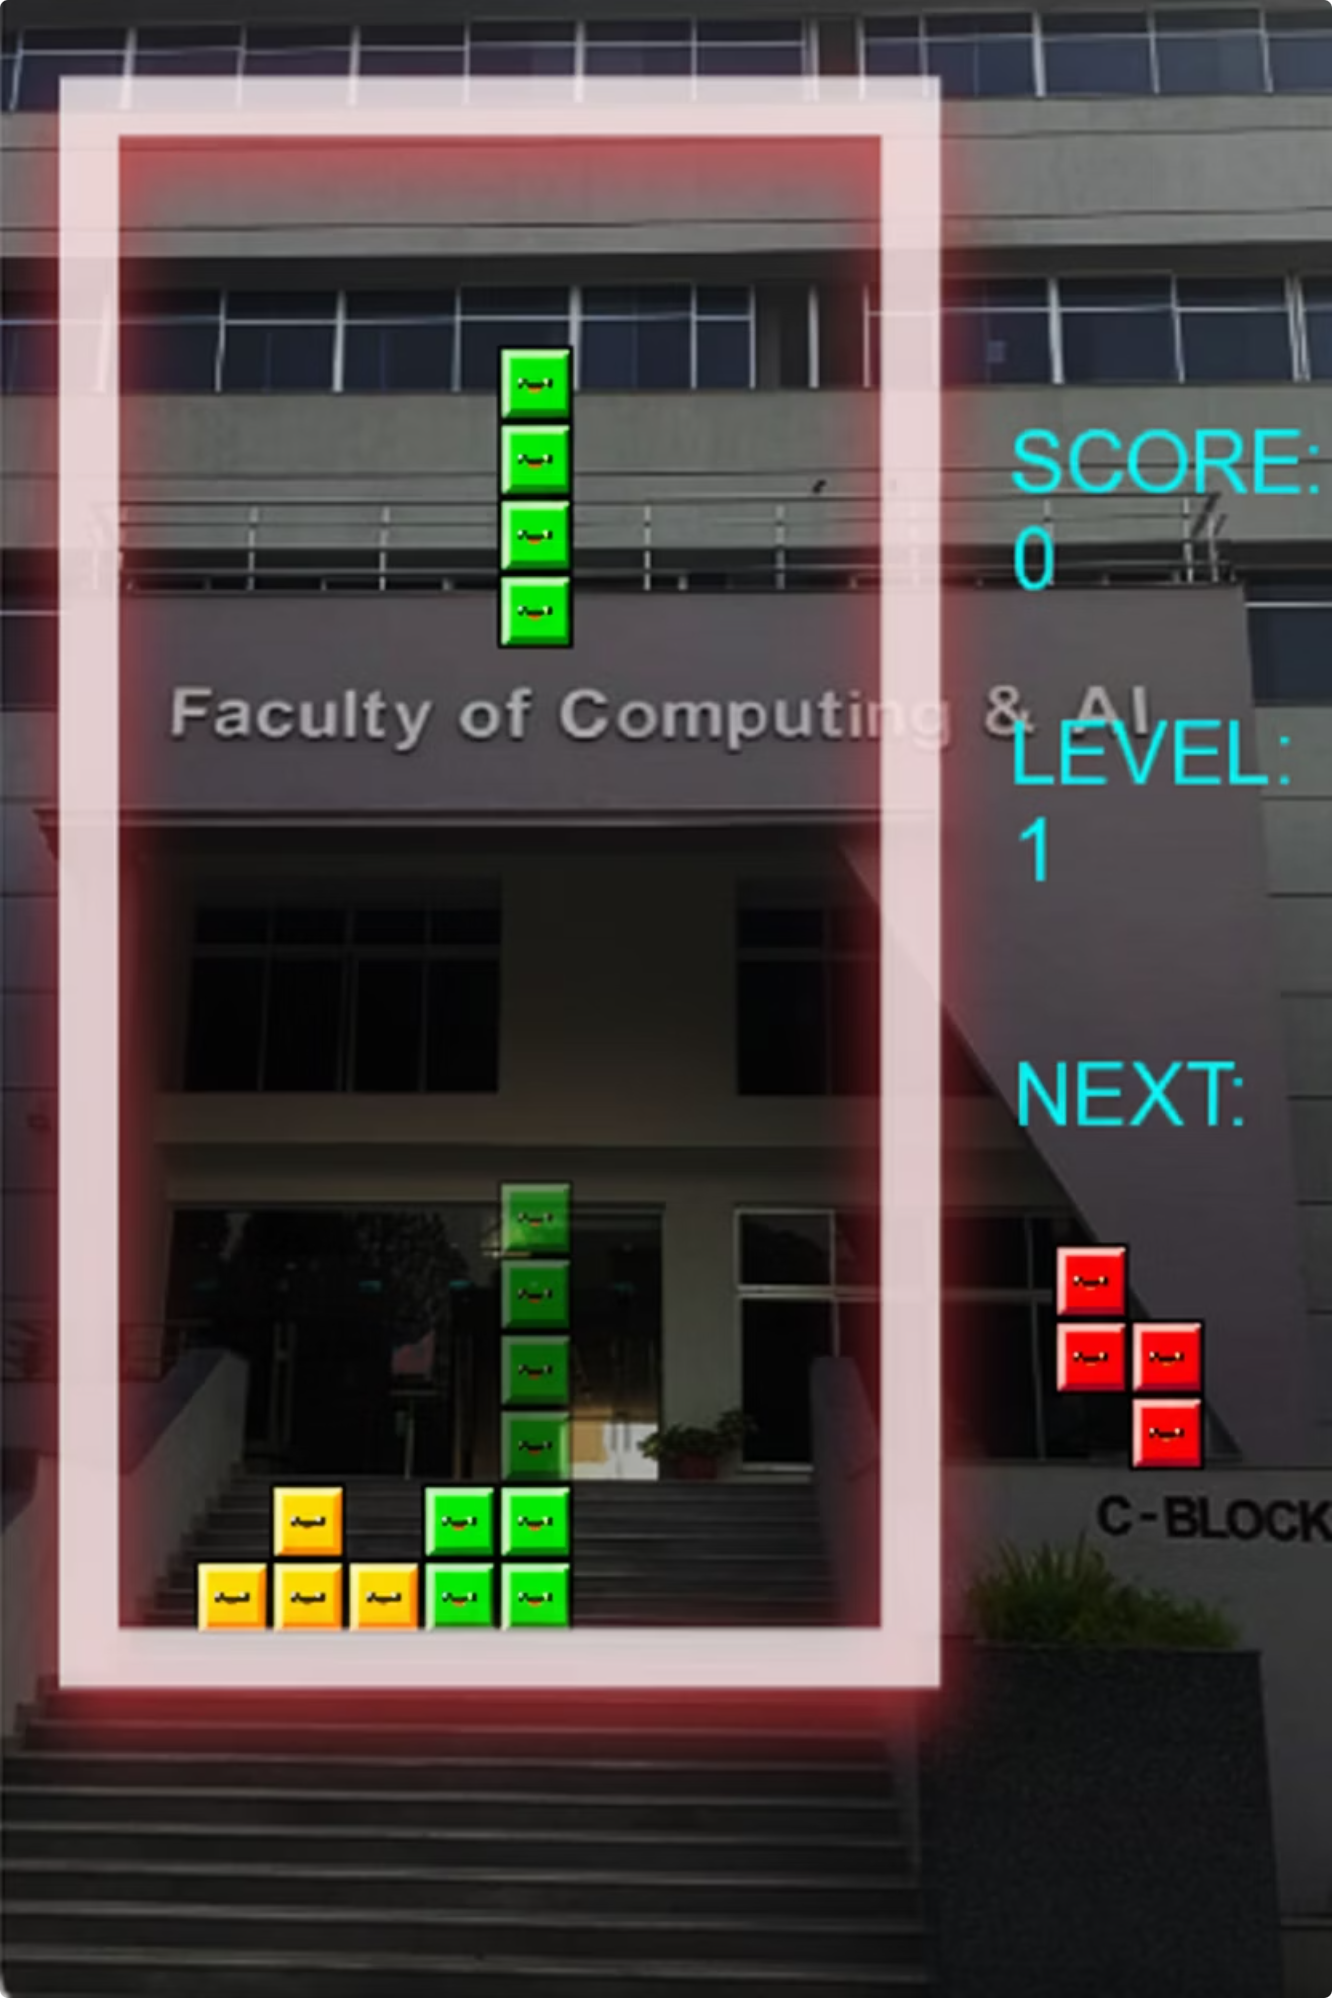 SCORE:
0
Faculty of Computing & AI
LEVEL:
1
NEXT:
C-BLOCK